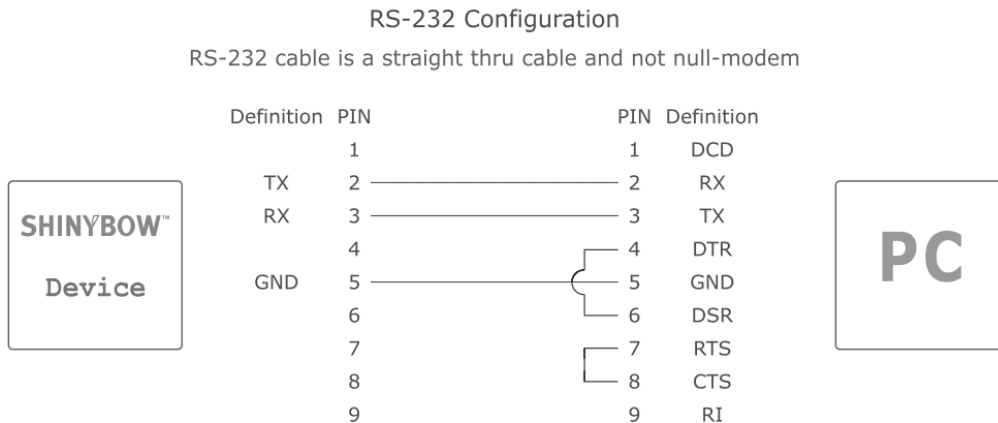 RS-232 Configuration
RS-232 cable is a straight thru cable and not null-modem
Definition PIN PIN Definition
1 1 DCD
TX 2 2 RX
RX 3 3 TX
4 4 DTR
GND 5 5 GND
6 6 DSR
7 7 RTS
8 8 CTS
9 9 RI
SHINYBOW™
Device
PC